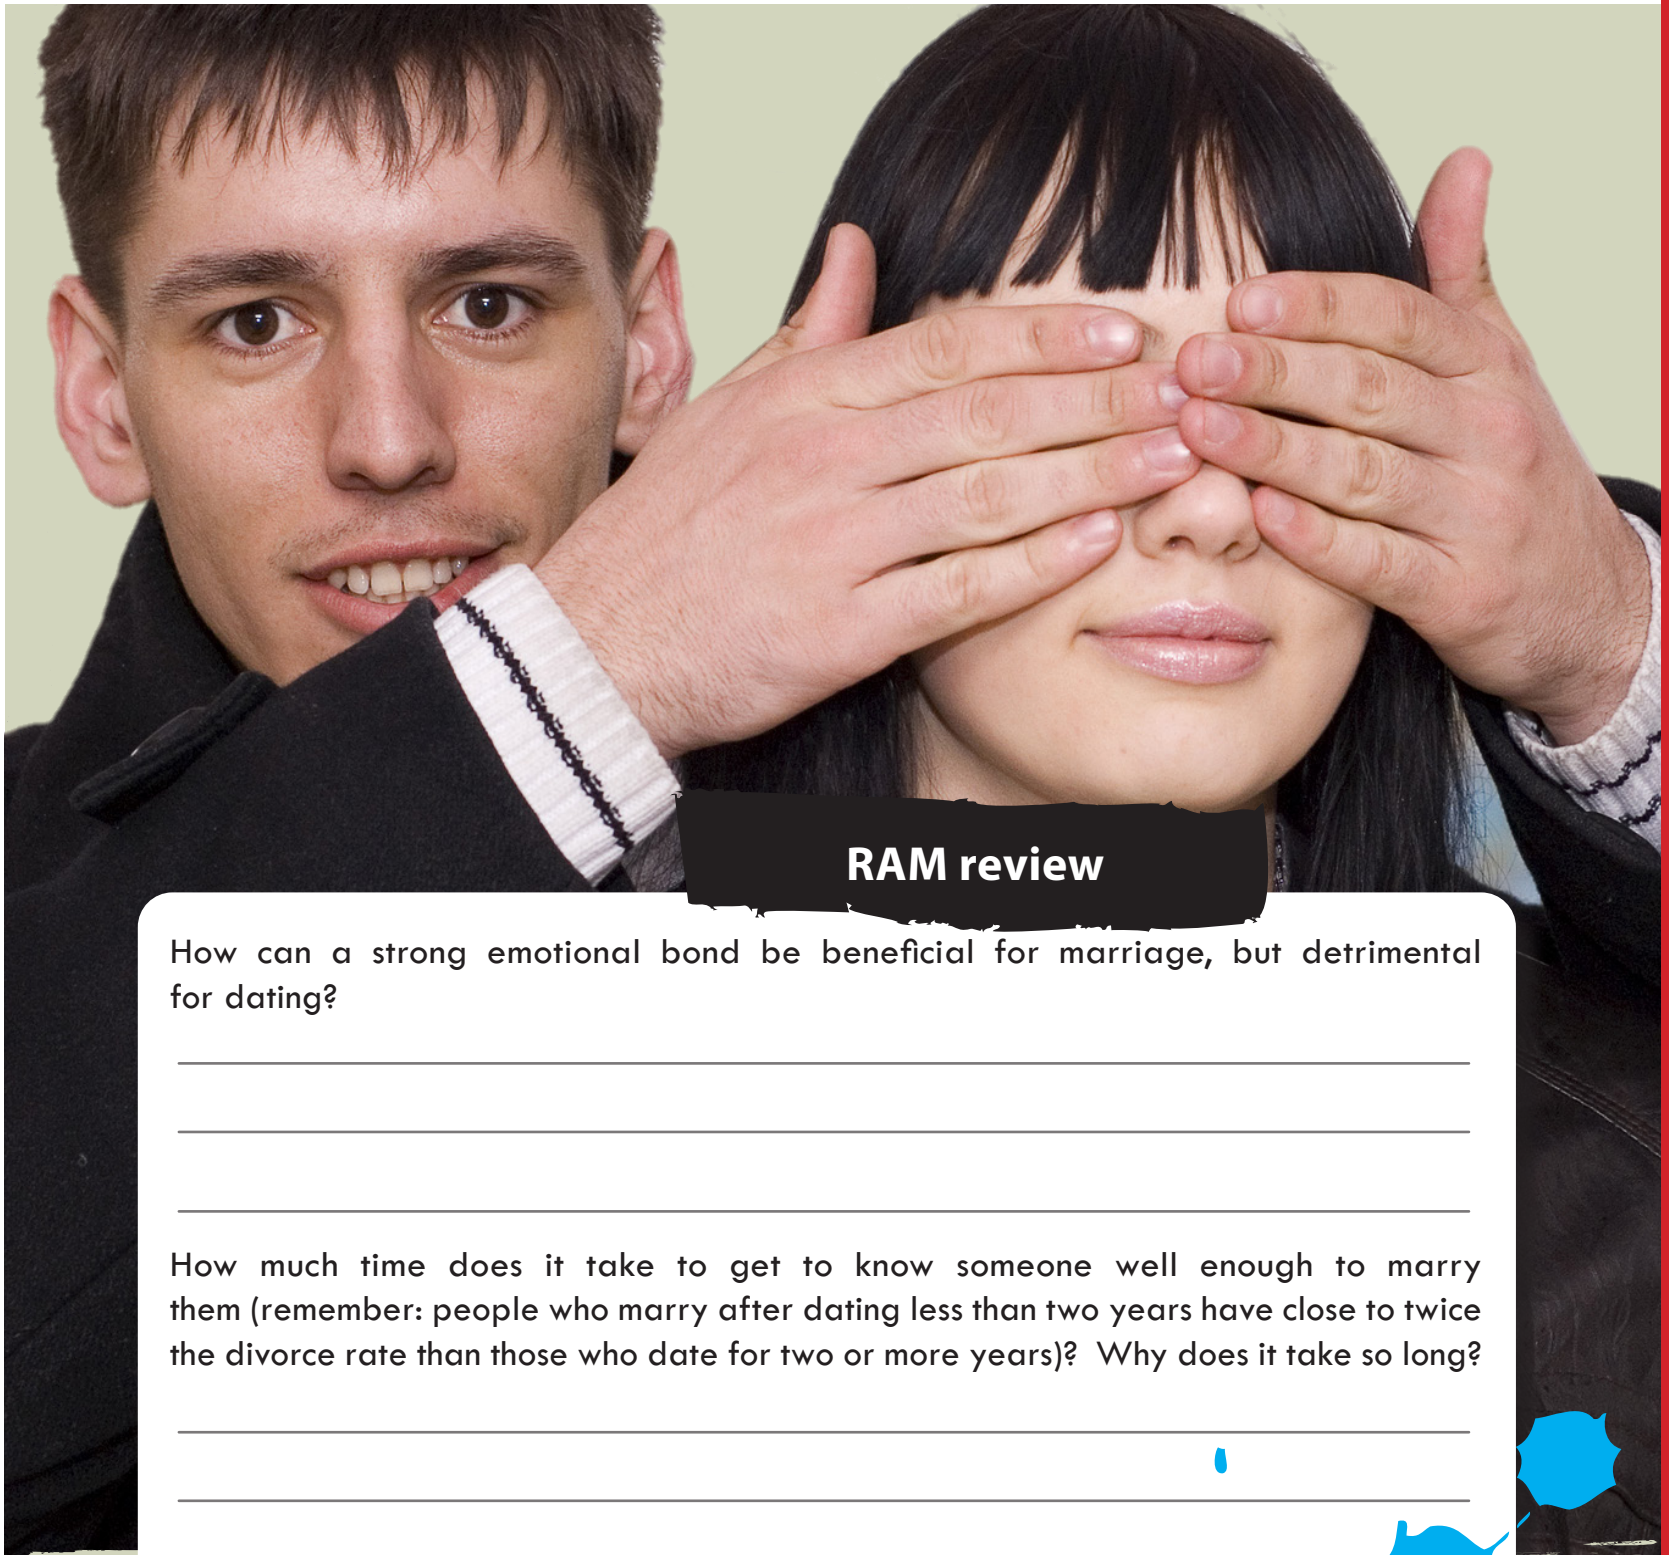 RAM review
How can a strong emotional bond be beneficial for marriage, but detrimental
for dating?
How much time does it take to get to know someone well enough to marry
them (remember: people who marry after dating less than two years have close to twice
the divorce rate than those who date for two or more years)? Why does it take so long?